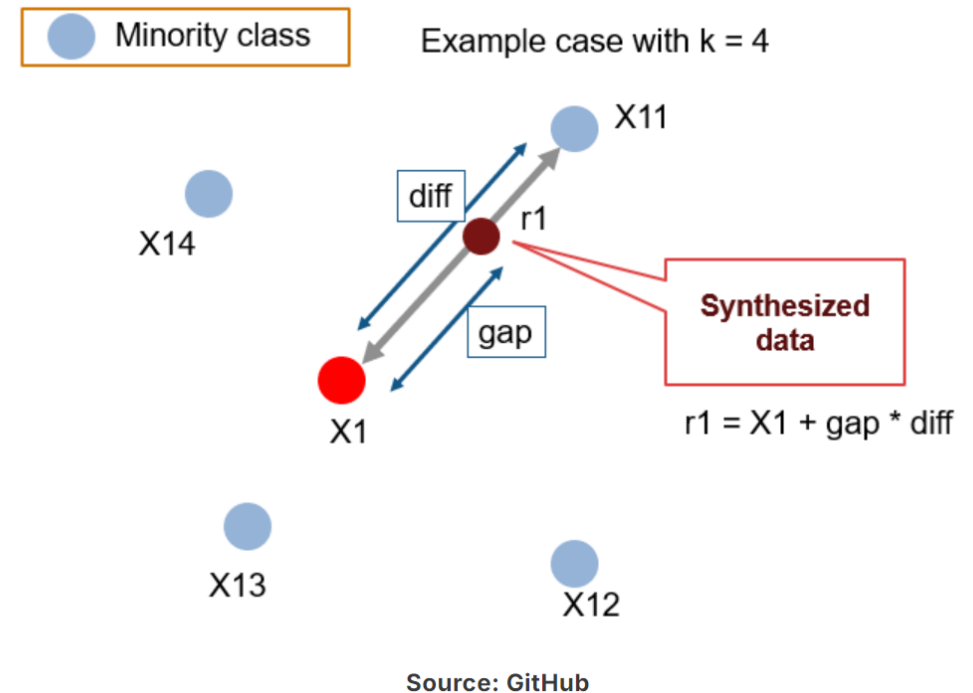 Minority class
Example case with k = 4
X11
diff
X14
r1
Synthesized
data
gap
X1
r1 = X1 + gap * diff
X13
X12
Source: GitHub